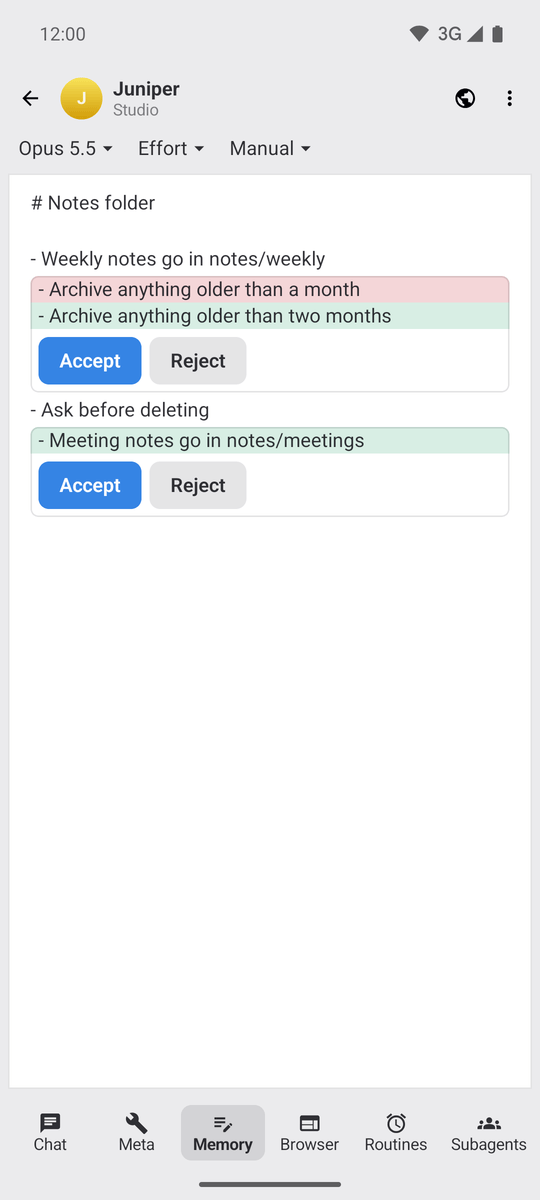 12:00
3G
J
Juniper
Studio
Opus 5.5
Effort
Manual
# Notes folder
- Weekly notes go in notes/weekly
- Archive anything older than a month
- Archive anything older than two months
Accept
Reject
- Ask before deleting
- Meeting notes go in notes/meetings
Accept
Reject
Chat
Meta
Memory
Browser
Routines
Subagents